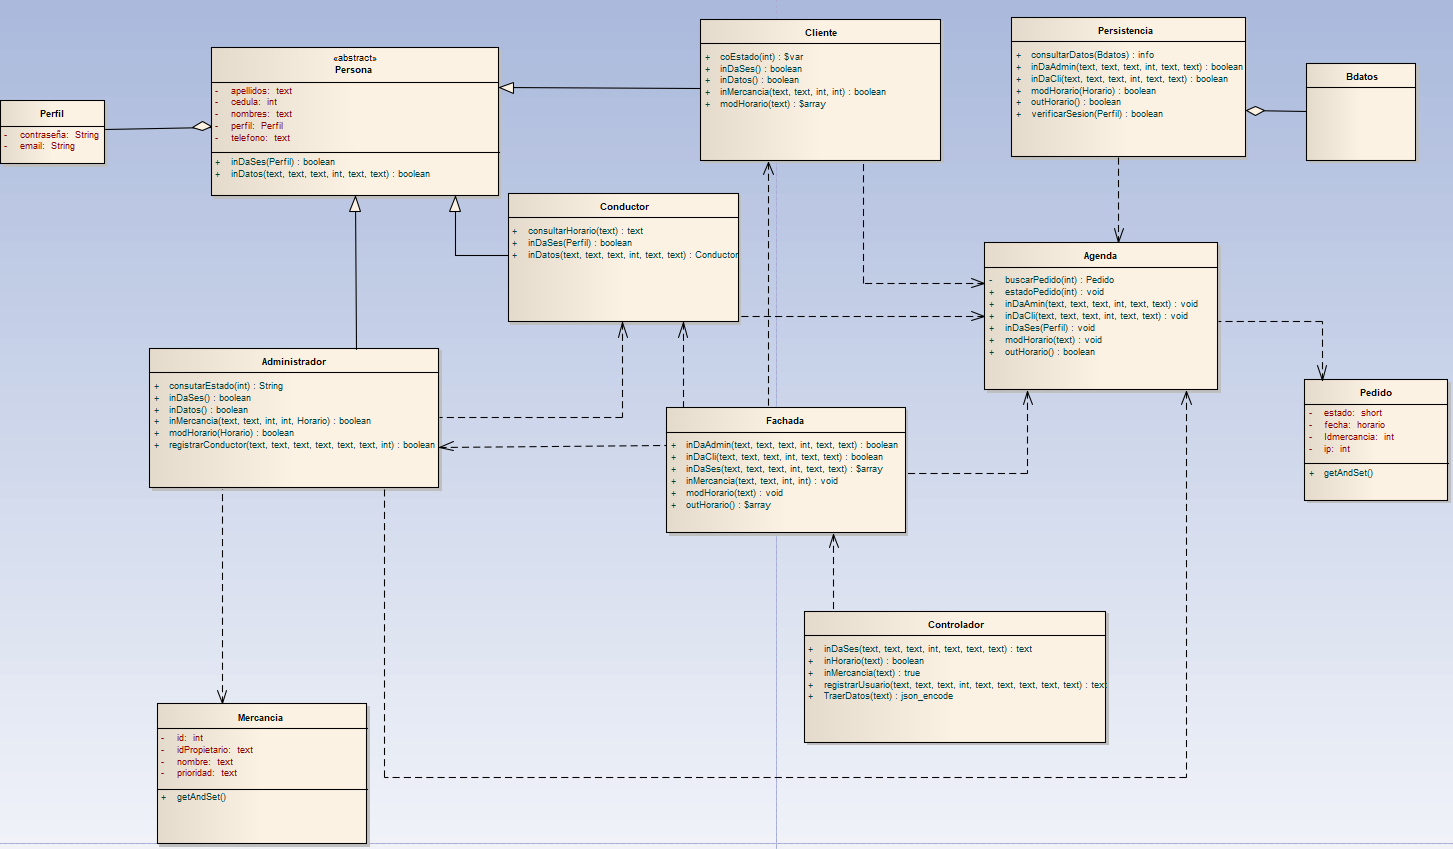 Perfil
- contraseña: String
- email: String
«abstract»
Persona
- apellidos: text
- cedula: int
- nombres: text
- perfil: Perfil
- telefono: text
+ inDaSes(Perfil) : boolean
+ inDatos(text, text, text, int, text, text) : boolean
Cliente
+ coEstado(int) : $var
+ inDaSes() : boolean
+ inDatos() : boolean
+ inMercancia(text, text, int, int) : boolean
+ modHorario(text) : $array
Persistencia
+ consultarDatos(Bdatos) : info
+ inDaAdmin(text, text, text, int, text, text) : boolean
+ inDaCli(text, text, text, int, text, text) : boolean
+ modHorario(Horario) : boolean
+ outHorario() : boolean
+ verificarSesion(Perfil) : boolean
Bdatos
Conductor
+ consultarHorario(text) : text
+ inDaSes(Perfil) : boolean
+ inDatos(text, text, text, int, text, text) : Conductor
Agenda
- buscarPedido(int) : Pedido
+ estadoPedido(int) : void
+ inDaAmin(text, text, text, int, text, text) : void
+ inDaCli(text, text, text, int, text, text) : void
+ inDaSes(Perfil) : void
+ modHorario(text) : void
+ outHorario() : boolean
Administrador
+ consutarEstado(int) : String
+ inDaSes() : boolean
+ inDatos() : boolean
+ inMercancia(text, text, int, int, Horario) : boolean
+ modHorario(Horario) : boolean
+ registrarConductor(text, text, text, text, text, text, int) : boolean
Fachada
+ inDaAdmin(text, text, text, int, text, text) : boolean
+ inDaCli(text, text, text, int, text, text) : boolean
+ inDaSes(text, text, text, int, text, text) : $array
+ inMercancia(text, text, int, int) : void
+ modHorario(text) : void
+ outHorario() : $array
Pedido
- estado: short
- fecha: horario
- Idmercancia: int
- ip: int
+ getAndSet()
Controlador
+ inDaSes(text, text, text, int, text, text, text) : text
+ inHorario(text) : boolean
+ inMercancia(text) : true
+ registrarUsuario(text, text, text, int, text, text, text, text, text) : text
+ TraerDatos(text) : json_encode
Mercancia
- id: int
- idPropietario: text
- nombre: text
- prioridad: text
+ getAndSet()